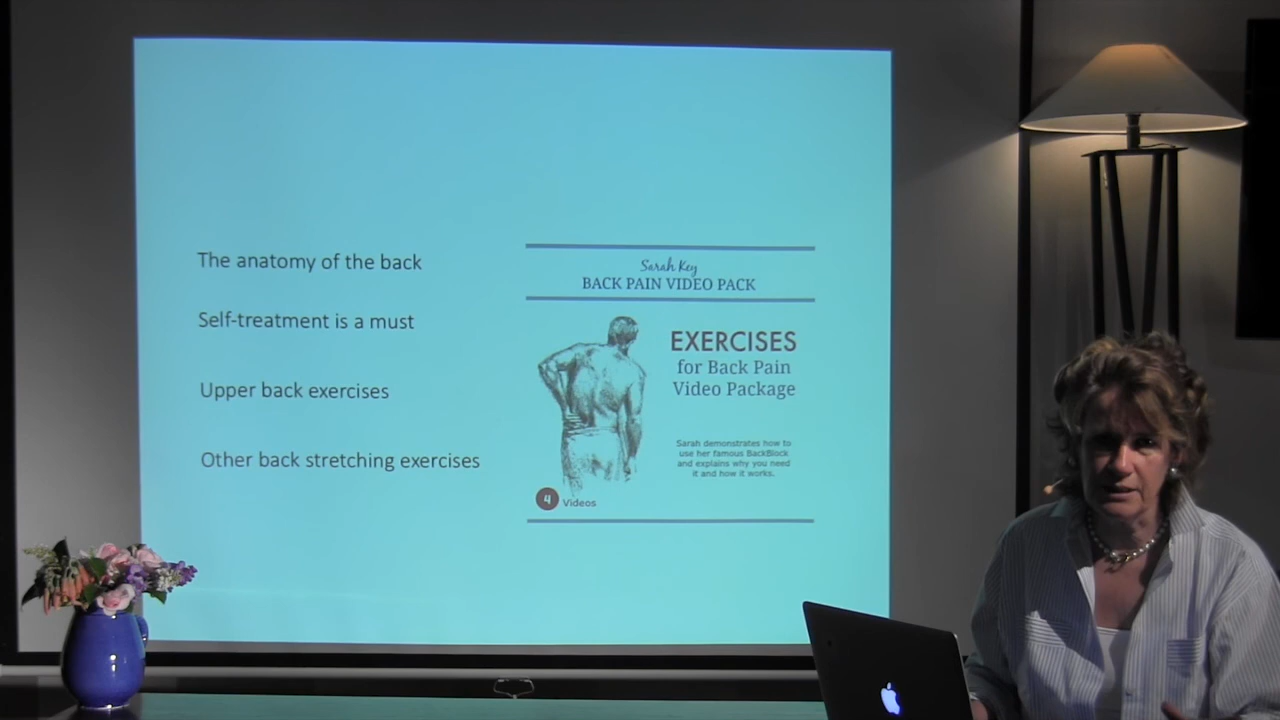 The anatomy of the back
Self-treatment is a must
Upper back exercises
Other back stretching exercises
Sarah Key
BACK PAIN VIDEO PACK
EXERCISES
for Back Pain
Video Package
Sarah demonstrates how to
use her famous BackBlock
and explains why you need
it and how it works.
4 Videos